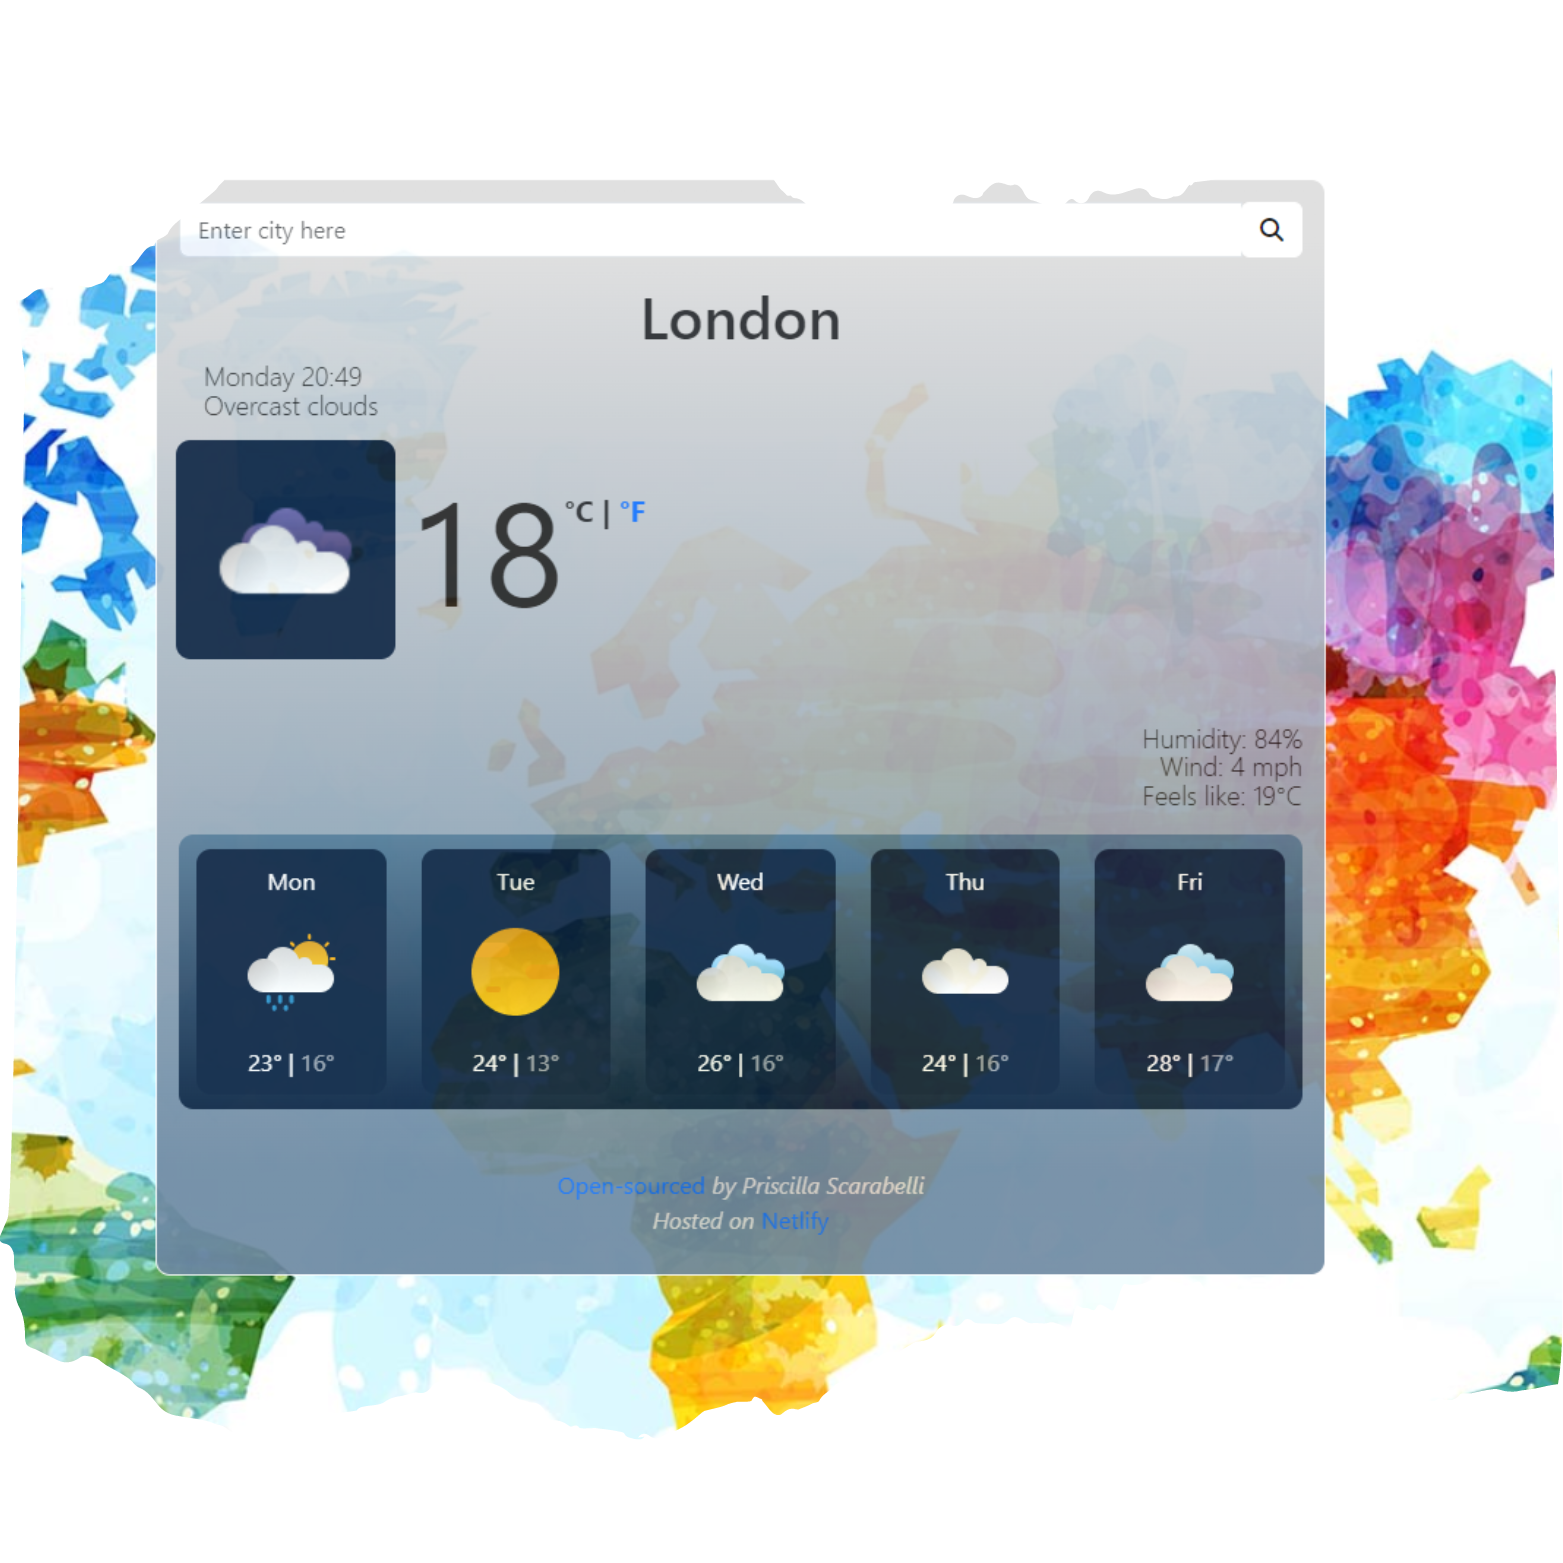 Enter city here
London
Monday 20:49
Overcast clouds
18 °C | °F
Humidity: 84%
Wind: 4 mph
Feels like: 19°C
Mon Tue Wed Thu Fri
23° | 16° 24° | 13° 26° | 16° 24° | 16° 28° | 17°
Open-sourced by Priscilla Scarabelli
Hosted on Netlify